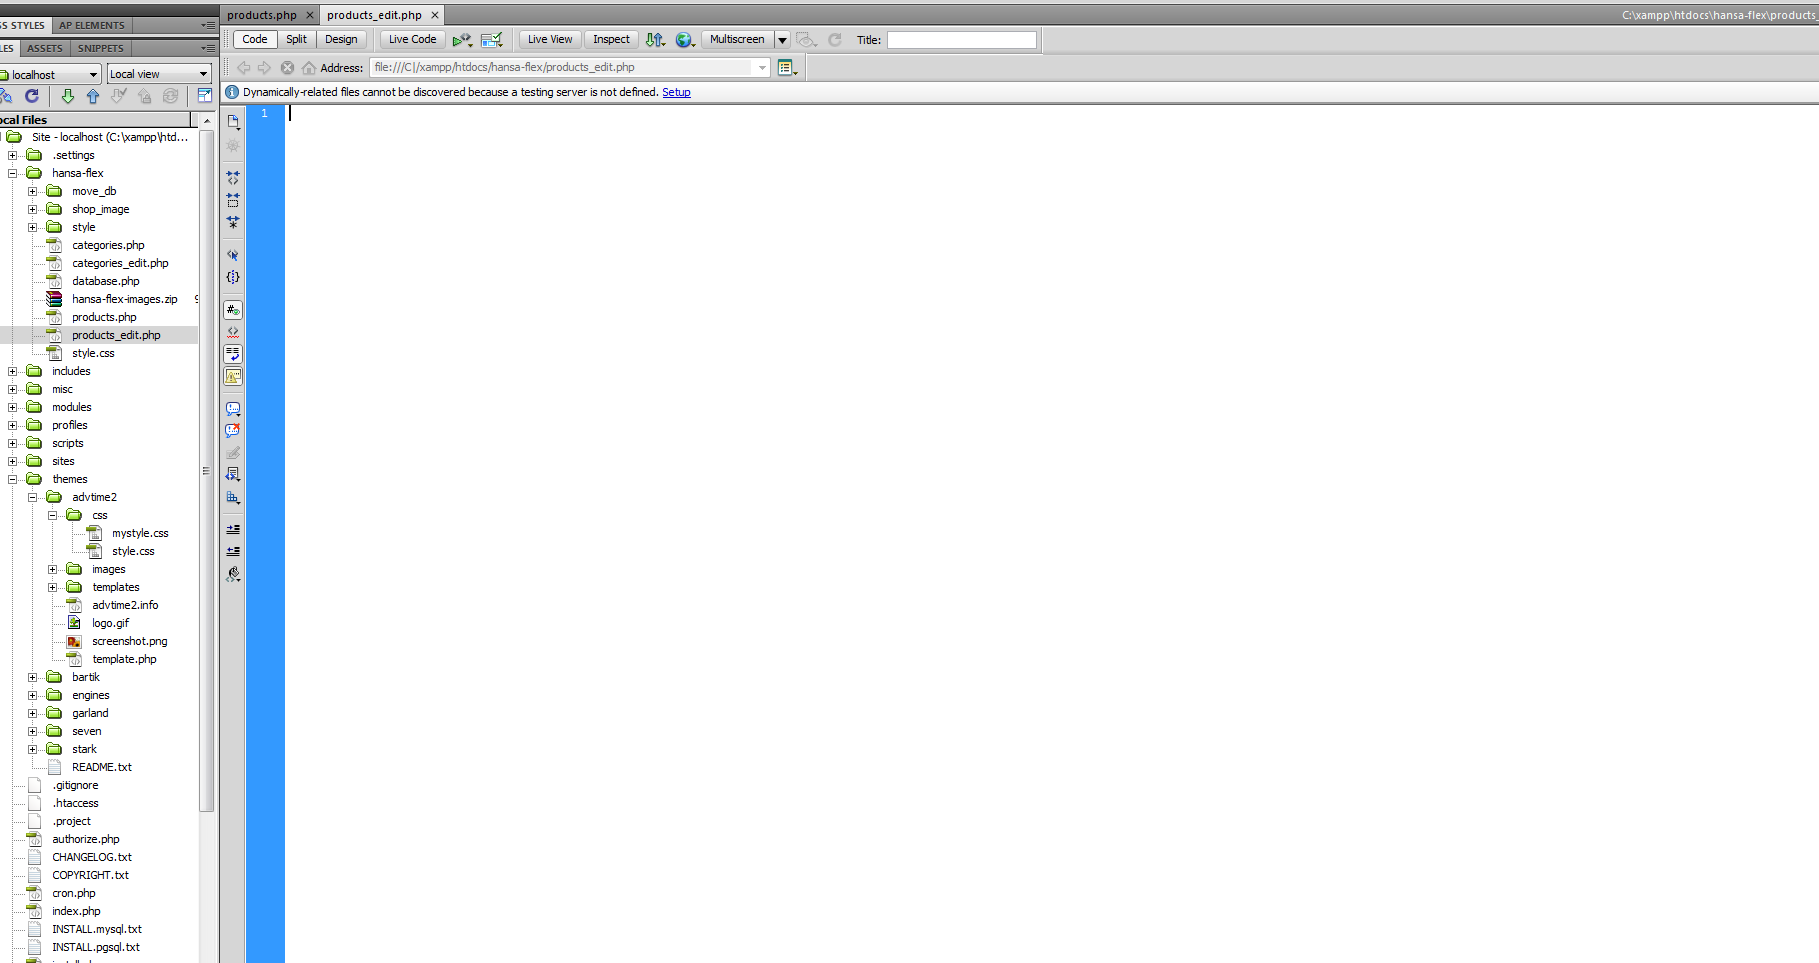 SS STYLES AP ELEMENTS
LES ASSETS SNIPPETS
localhost Local view
Local Files
Site - localhost (C:\xampp\htd...
.settings
hansa-flex
move_db
shop_image
style
categories.php
categories_edit.php
database.php
hansa-flex-images.zip 9
products.php
products_edit.php
style.css
includes
misc
modules
profiles
scripts
sites
themes
advtime2
css
mystyle.css
style.css
images
templates
advtime2.info
logo.gif
screenshot.png
template.php
bartik
engines
garland
seven
stark
README.txt
.gitignore
.htaccess
.project
authorize.php
CHANGELOG.txt
COPYRIGHT.txt
cron.php
index.php
INSTALL.mysql.txt
INSTALL.pgsql.txt
products.php products_edit.php C:\xampp\htdocs\hansa-flex\products_
Code Split Design Live Code Live View Inspect Multiscreen Title:
Address: file:///C|/xampp/htdocs/hansa-flex/products_edit.php
Dynamically-related files cannot be discovered because a testing server is not defined. Setup
1